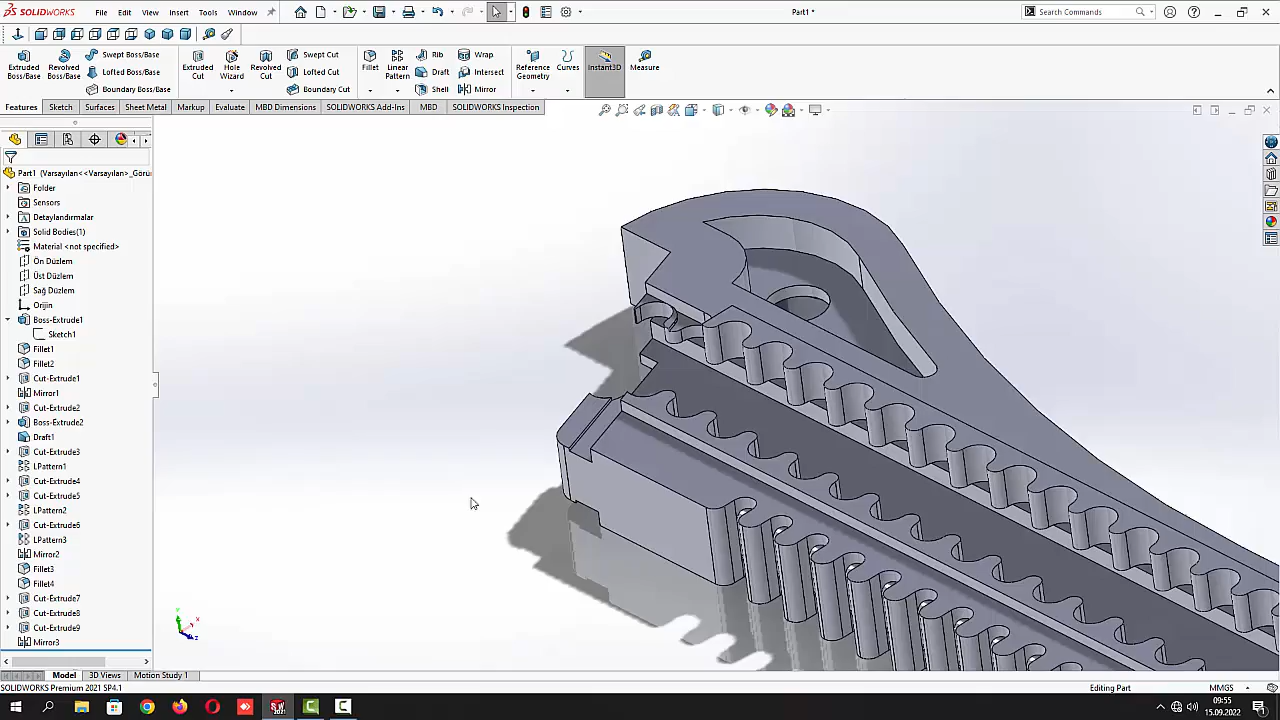 SOLIDWORKS File Edit View Insert Tools Window Part1 * Search Commands
Extruded Boss/Base
Revolved Boss/Base
Swept Boss/Base
Lofted Boss/Base
Boundary Boss/Base
Extruded Cut
Hole Wizard
Revolved Cut
Swept Cut
Lofted Cut
Boundary Cut
Fillet
Linear Pattern
Rib
Draft
Shell
Wrap
Intersect
Mirror
Reference Geometry
Curves
Instant3D
Measure
Features Sketch Surfaces Sheet Metal Markup Evaluate MBD Dimensions SOLIDWORKS Add-Ins MBD SOLIDWORKS Inspection
Part1 (Varsayılan<<Varsayılan>_Görü
Folder
Sensors
Detaylandırmalar
Solid Bodies(1)
Material <not specified>
Ön Düzlem
Üst Düzlem
Sağ Düzlem
Orijin
Boss-Extrude1
Sketch1
Fillet1
Fillet2
Cut-Extrude1
Mirror1
Cut-Extrude2
Boss-Extrude2
Draft1
Cut-Extrude3
LPattern1
Cut-Extrude4
Cut-Extrude5
LPattern2
Cut-Extrude6
LPattern3
Mirror2
Fillet3
Fillet4
Cut-Extrude7
Cut-Extrude8
Cut-Extrude9
Mirror3
Model 3D Views Motion Study 1
SOLIDWORKS Premium 2021 SP4.1 Editing Part MMGS
09:55
15.09.2022